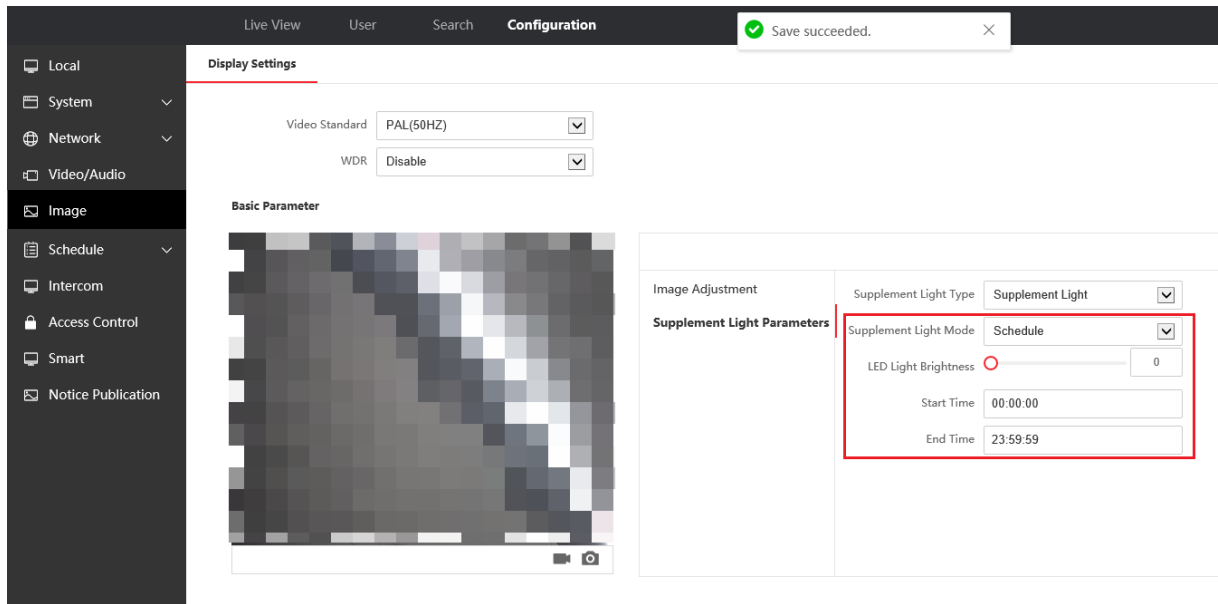 Live View User Search Configuration
Save succeeded.
Local
System
Network
Video/Audio
Image
Schedule
Intercom
Access Control
Smart
Notice Publication
Display Settings
Video Standard PAL(50HZ)
WDR Disable
Basic Parameter
Image Adjustment
Supplement Light Parameters
Supplement Light Type Supplement Light
Supplement Light Mode Schedule
LED Light Brightness 0
Start Time 00:00:00
End Time 23:59:59